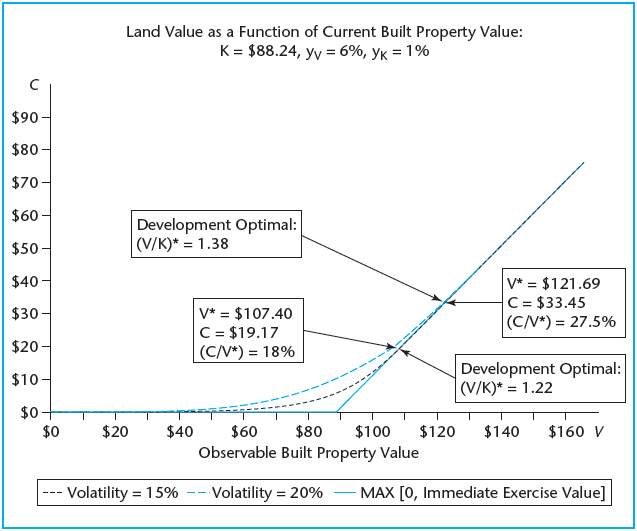 Land Value as a Function of Current Built Property Value:
K = $88.24, yV = 6%, yK = 1%
C
$90
$80
$70
$60
$50
$40
$30
$20
$10
$0
Development Optimal:
(V/K)* = 1.38
V* = $107.40
C = $19.17
(C/V*) = 18%
V* = $121.69
C = $33.45
(C/V*) = 27.5%
Development Optimal:
(V/K)* = 1.22
$0 $20 $40 $60 $80 $100 $120 $140 $160 V
Observable Built Property Value
Volatility = 15% Volatility = 20% MAX [0, Immediate Exercise Value]